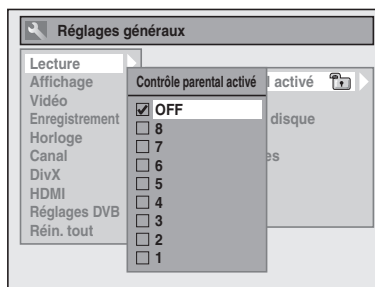 Réglages généraux
Lecture
Affichage
Vidéo
Enregistrement
Horloge
Canal
DivX
HDMI
Réglages DVB
Réin. tout
Contrôle parental activé
OFF
8
7
6
5
4
3
2
1
activé
disque